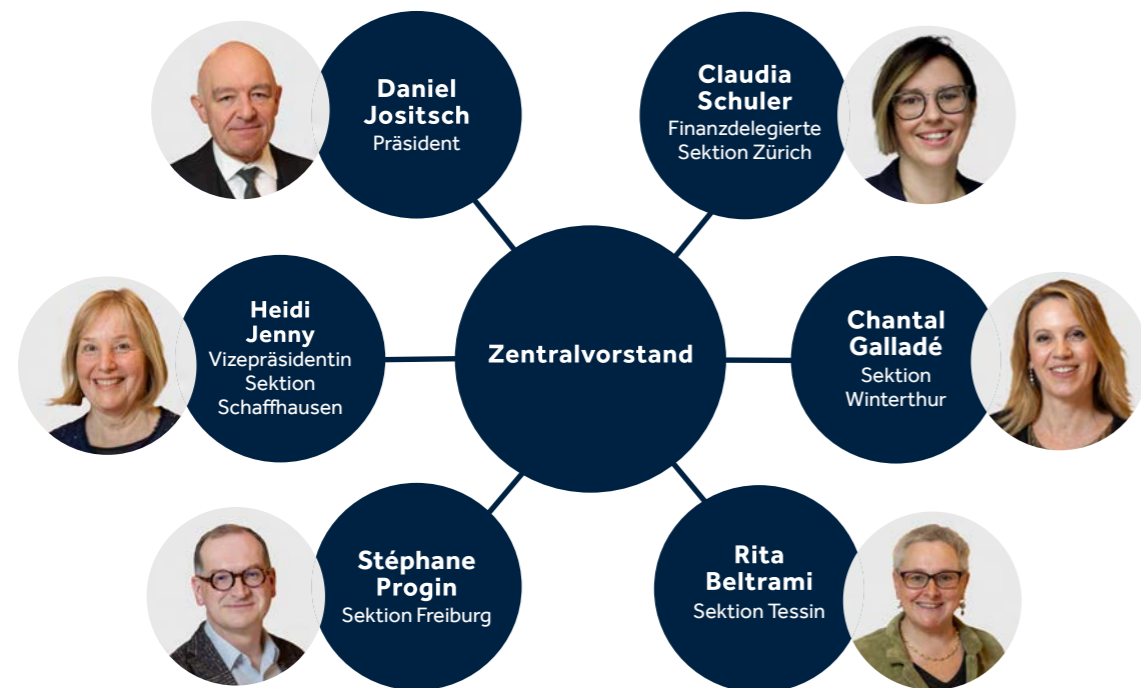 Daniel
Jositsch
Präsident
Claudia
Schuler
Finanzdelegierte
Sektion Zürich
Heidi
Jenny
Vizepräsidentin
Sektion
Schaffhausen
Zentralvorstand
Chantal
Galladé
Sektion
Winterthur
Stéphane
Progin
Sektion Freiburg
Rita
Beltrami
Sektion Tessin